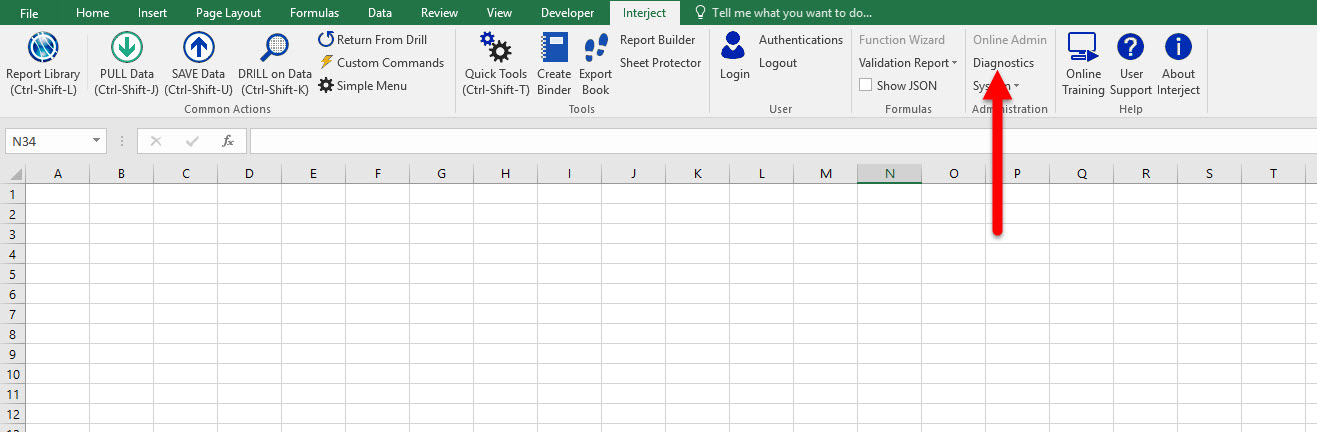 File Home Insert Page Layout Formulas Data Review View Developer Interject Tell me what you want to do...
Report Library
(Ctrl-Shift-L)
PULL Data
(Ctrl-Shift-J)
SAVE Data
(Ctrl-Shift-U)
DRILL on Data
(Ctrl-Shift-K)
Return From Drill
Custom Commands
Simple Menu
Common Actions
Quick Tools
(Ctrl-Shift-T)
Create
Binder
Export
Book
Report Builder
Sheet Protector
Tools
Login
Authentications
Logout
User
Function Wizard
Validation Report
Show JSON
Formulas
Online Admin
Diagnostics
Administration
Online
Training
User
Support
About
Interject
Help
N34
fx
A B C D E F G H I J K L M N O P Q R S T
1
2
3
4
5
6
7
8
9
10
11
12